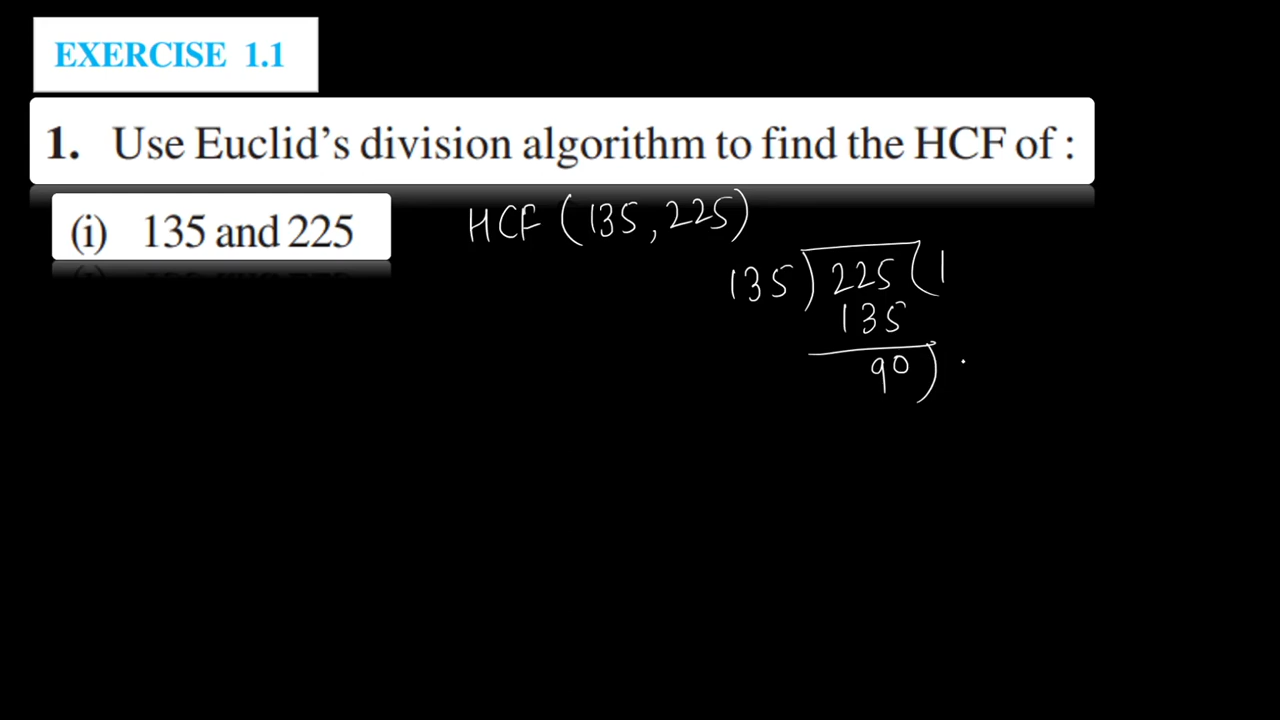 EXERCISE 1.1
1. Use Euclid's division algorithm to find the HCF of :
(i) 135 and 225
HCF (135, 225)
135) 225 (1
135
90)